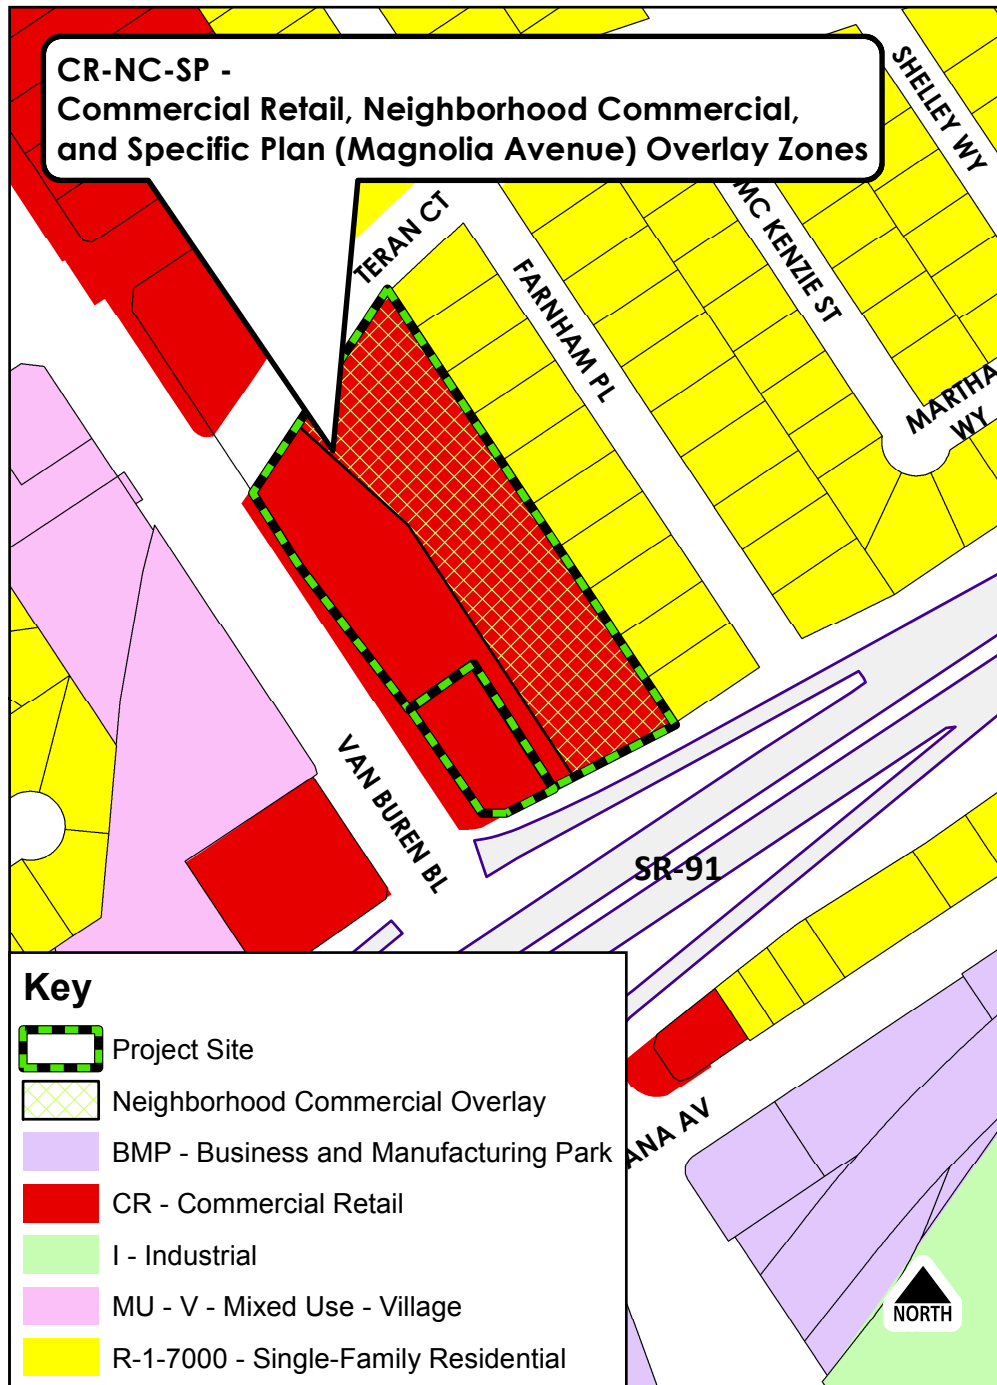 CR-NC-SP -
Commercial Retail, Neighborhood Commercial,
and Specific Plan (Magnolia Avenue) Overlay Zones
SHELLEY WY
TERAN CT
MC KENZIE ST
FARNHAM PL
MARTHA
WY
VAN BUREN BL
SR-91
ANA AV
Key
Project Site
Neighborhood Commercial Overlay
BMP - Business and Manufacturing Park
CR - Commercial Retail
I - Industrial
MU - V - Mixed Use - Village
R-1-7000 - Single-Family Residential
NORTH